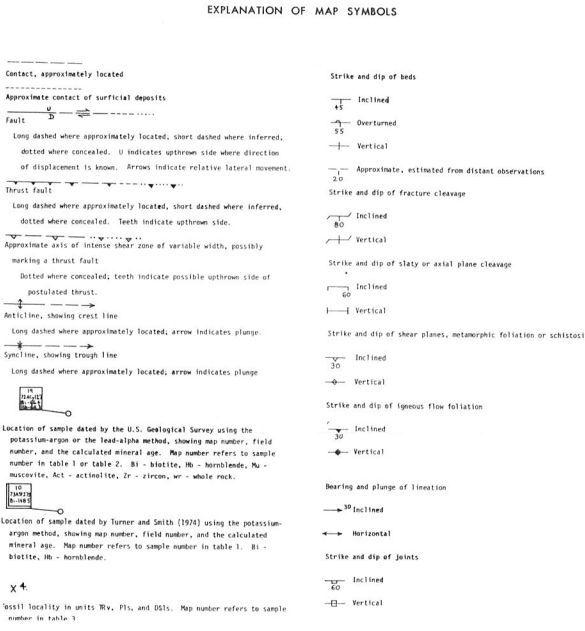 EXPLANATION OF MAP SYMBOLS
Contact, approximately located
Approximate contact of surficial deposits
U
D
Fault
Long dashed where approximately located, short dashed where inferred;
dotted where concealed. U indicates upthrown side where direction
of displacement is known. Arrows indicate relative lateral movement.
Thrust fault
Long dashed where approximately located, short dashed where inferred,
dotted where concealed. Teeth indicate upthrown side.
Approximate axis of intense shear zone of variable width, possibly
marking a thrust fault
Dotted where concealed; teeth indicate possible upthrown side of
postulated thrust.
Anticline, showing crest line
Long dashed where approximately located; arrow indicates plunge.
Syncline, showing trough line
Long dashed where approximately located; arrow indicates plunge
19
Location of sample dated by the U.S. Geological Survey using the
potassium-argon or the lead-alpha method, showing map number, field
number, and the calculated mineral age. Map number refers to sample
number in table 1 or table 2. Bi - biotite, Hb - hornblende, Mu -
muscovite, Act - actinolite, Zr - zircon, wr - whole rock.
10
Location of sample dated by Turner and Smith (1974) using the potassium-
argon method, showing map number, field number, and the calculated
mineral age. Map number refers to sample number in table 1. Bi -
biotite, Hb - hornblende.
X 4
Fossil locality in units TRv, Pls, and DSls. Map number refers to sample
number in table 3
Strike and dip of beds
Inclined
45
Overturned
55
Vertical
Approximate, estimated from distant observations
20
Strike and dip of fracture cleavage
Inclined
80
Vertical
Strike and dip of slaty or axial plane cleavage
Inclined
60
Vertical
Strike and dip of shear planes, metamorphic foliation or schistosi
Inclined
30
Vertical
Strike and dip of igneous flow foliation
Inclined
30
Vertical
Bearing and plunge of lineation
30 Inclined
Horizontal
Strike and dip of joints
Inclined
60
Vertical